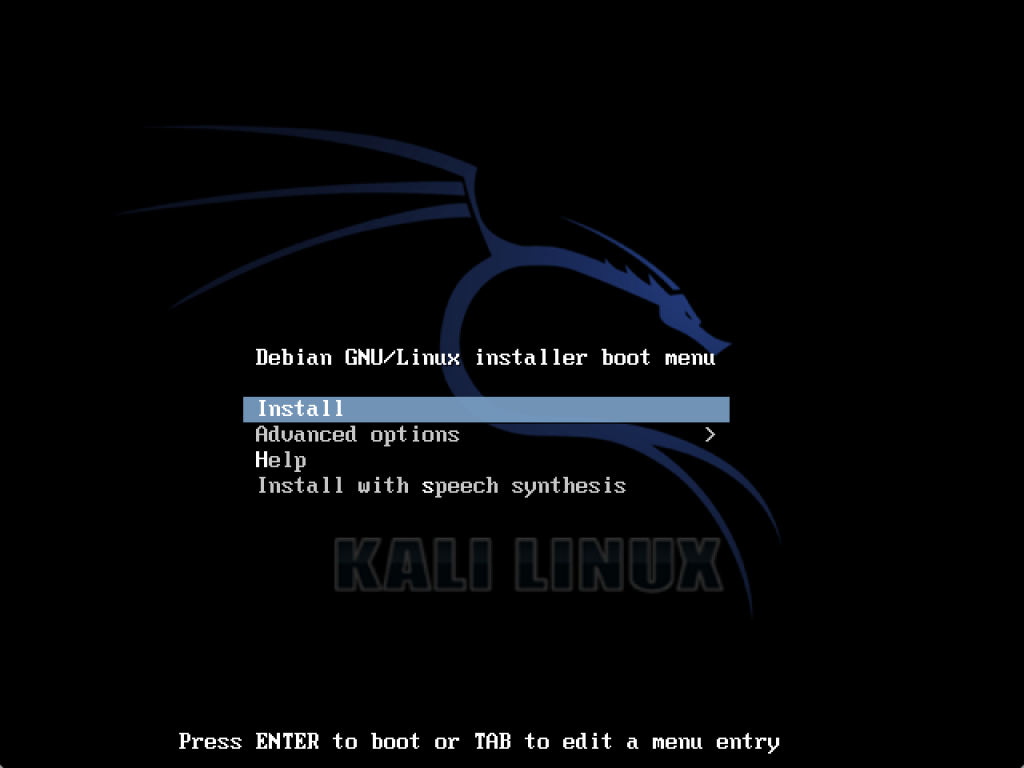 Debian GNU/Linux installer boot menu
Install
Advanced options >
Help
Install with speech synthesis
KALI LINUX
Press ENTER to boot or TAB to edit a menu entry